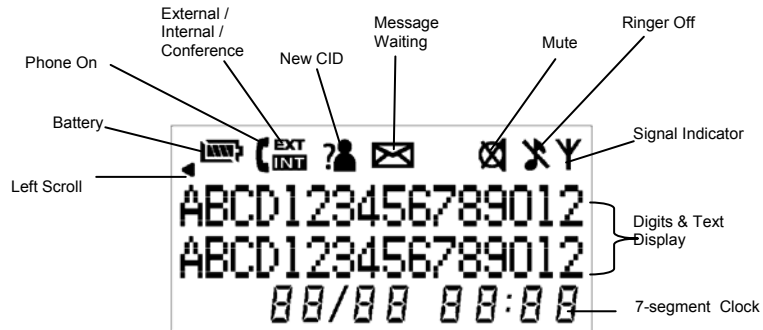 External /
Internal /
Conference
Message
Waiting
Ringer Off
Mute
New CID
Phone On
Battery
Signal Indicator
Left Scroll
EXT
INT
?
ABCD123456789012
ABCD123456789012
88/88 88:88
Digits & Text
Display
7-segment Clock